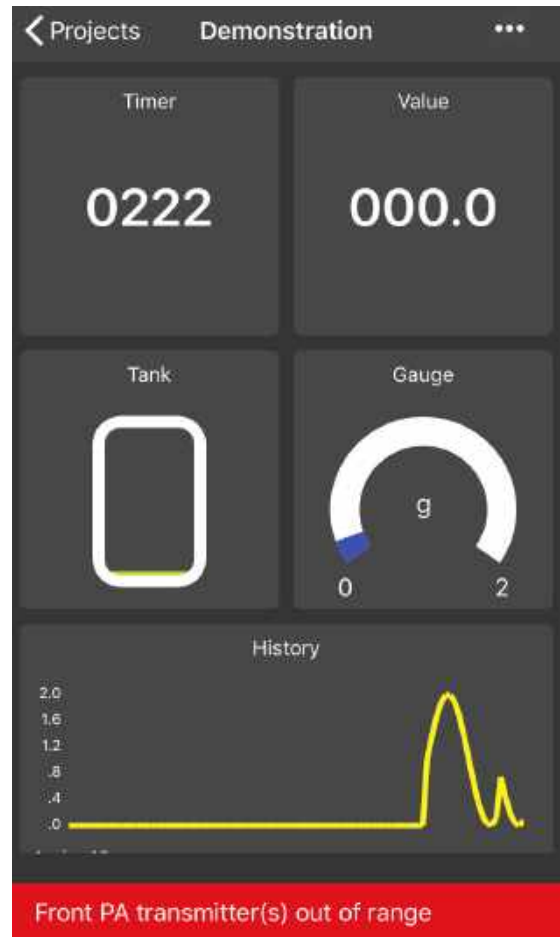 Projects
Demonstration
•••
Timer
Value
0222
000.0
Tank
Gauge
g
0
2
History
2.0
1.6
1.2
.8
.4
.0
Front PA transmitter(s) out of range